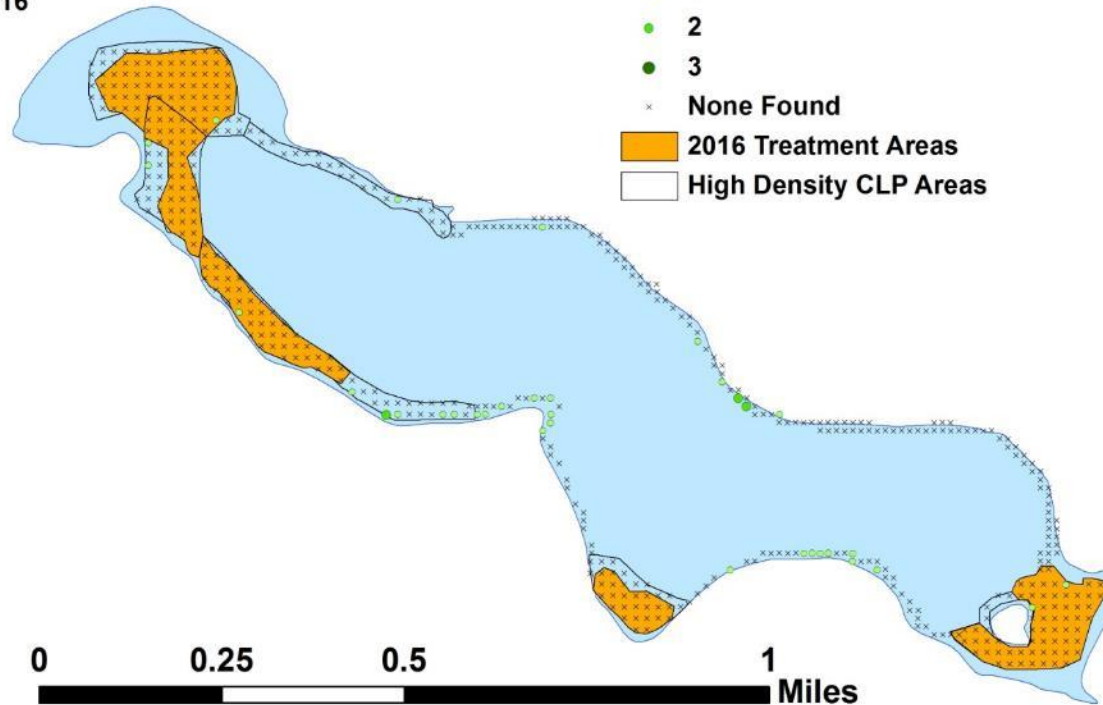 2
3
None Found
2016 Treatment Areas
High Density CLP Areas
0 0.25 0.5 1
Miles